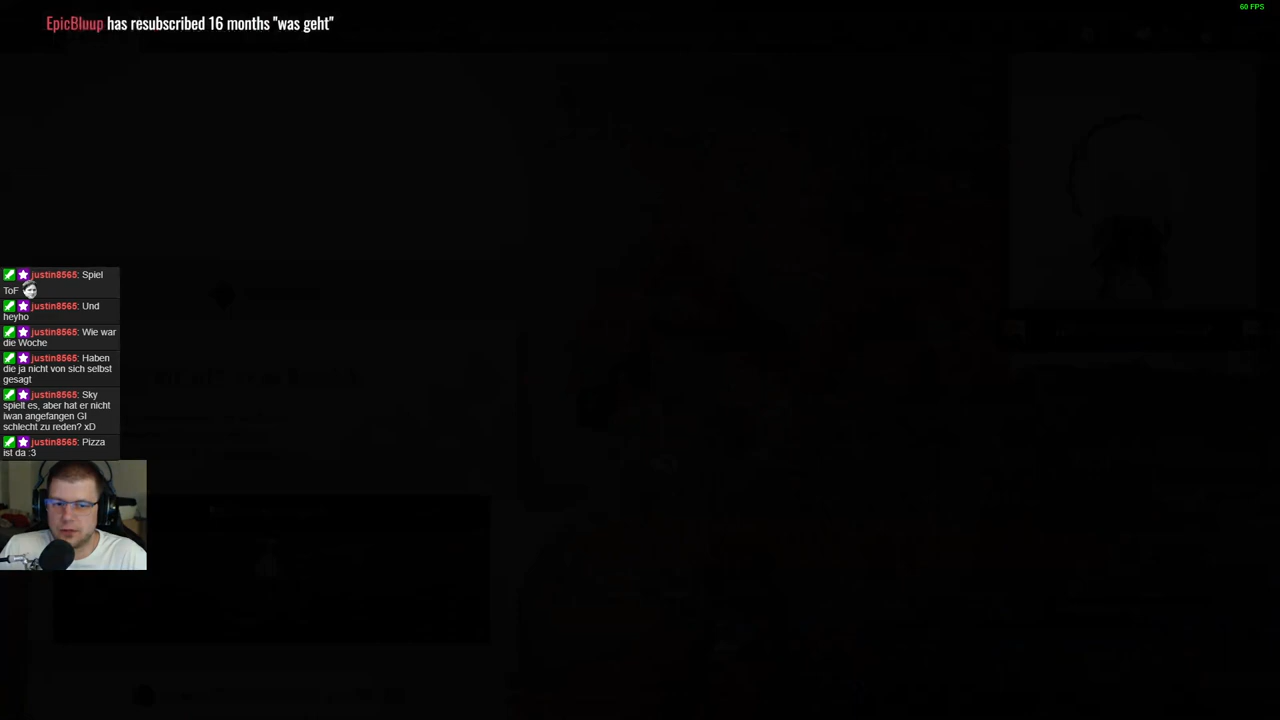 EpicBluup has resubscribed 16 months "was geht"
60 FPS
justin8565: Spiel
ToF
justin8565: Und
heyho
justin8565: Wie war
die Woche
justin8565: Haben
die ja nicht von sich selbst
gesagt
justin8565: Sky
spielt es, aber hat er nicht
iwan angefangen GI
schlecht zu reden? xD
justin8565: Pizza
ist da :3